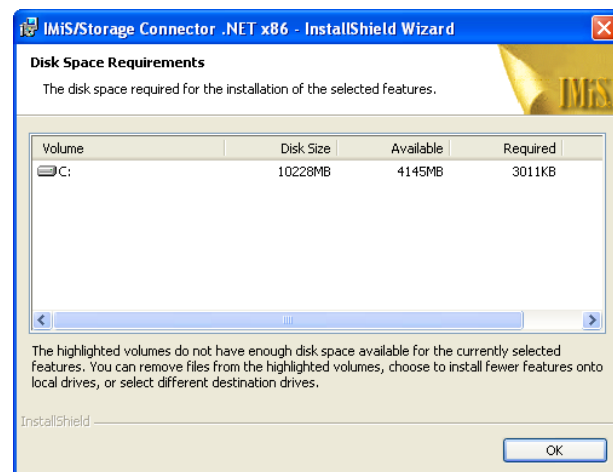 IMiS/Storage Connector .NET x86 - InstallShield Wizard
Disk Space Requirements
The disk space required for the installation of the selected features.
IMiS
Volume Disk Size Available Required
C: 10228MB 4145MB 3011KB
The highlighted volumes do not have enough disk space available for the currently selected
features. You can remove files from the highlighted volumes, choose to install fewer features onto
local drives, or select different destination drives.
InstallShield
OK